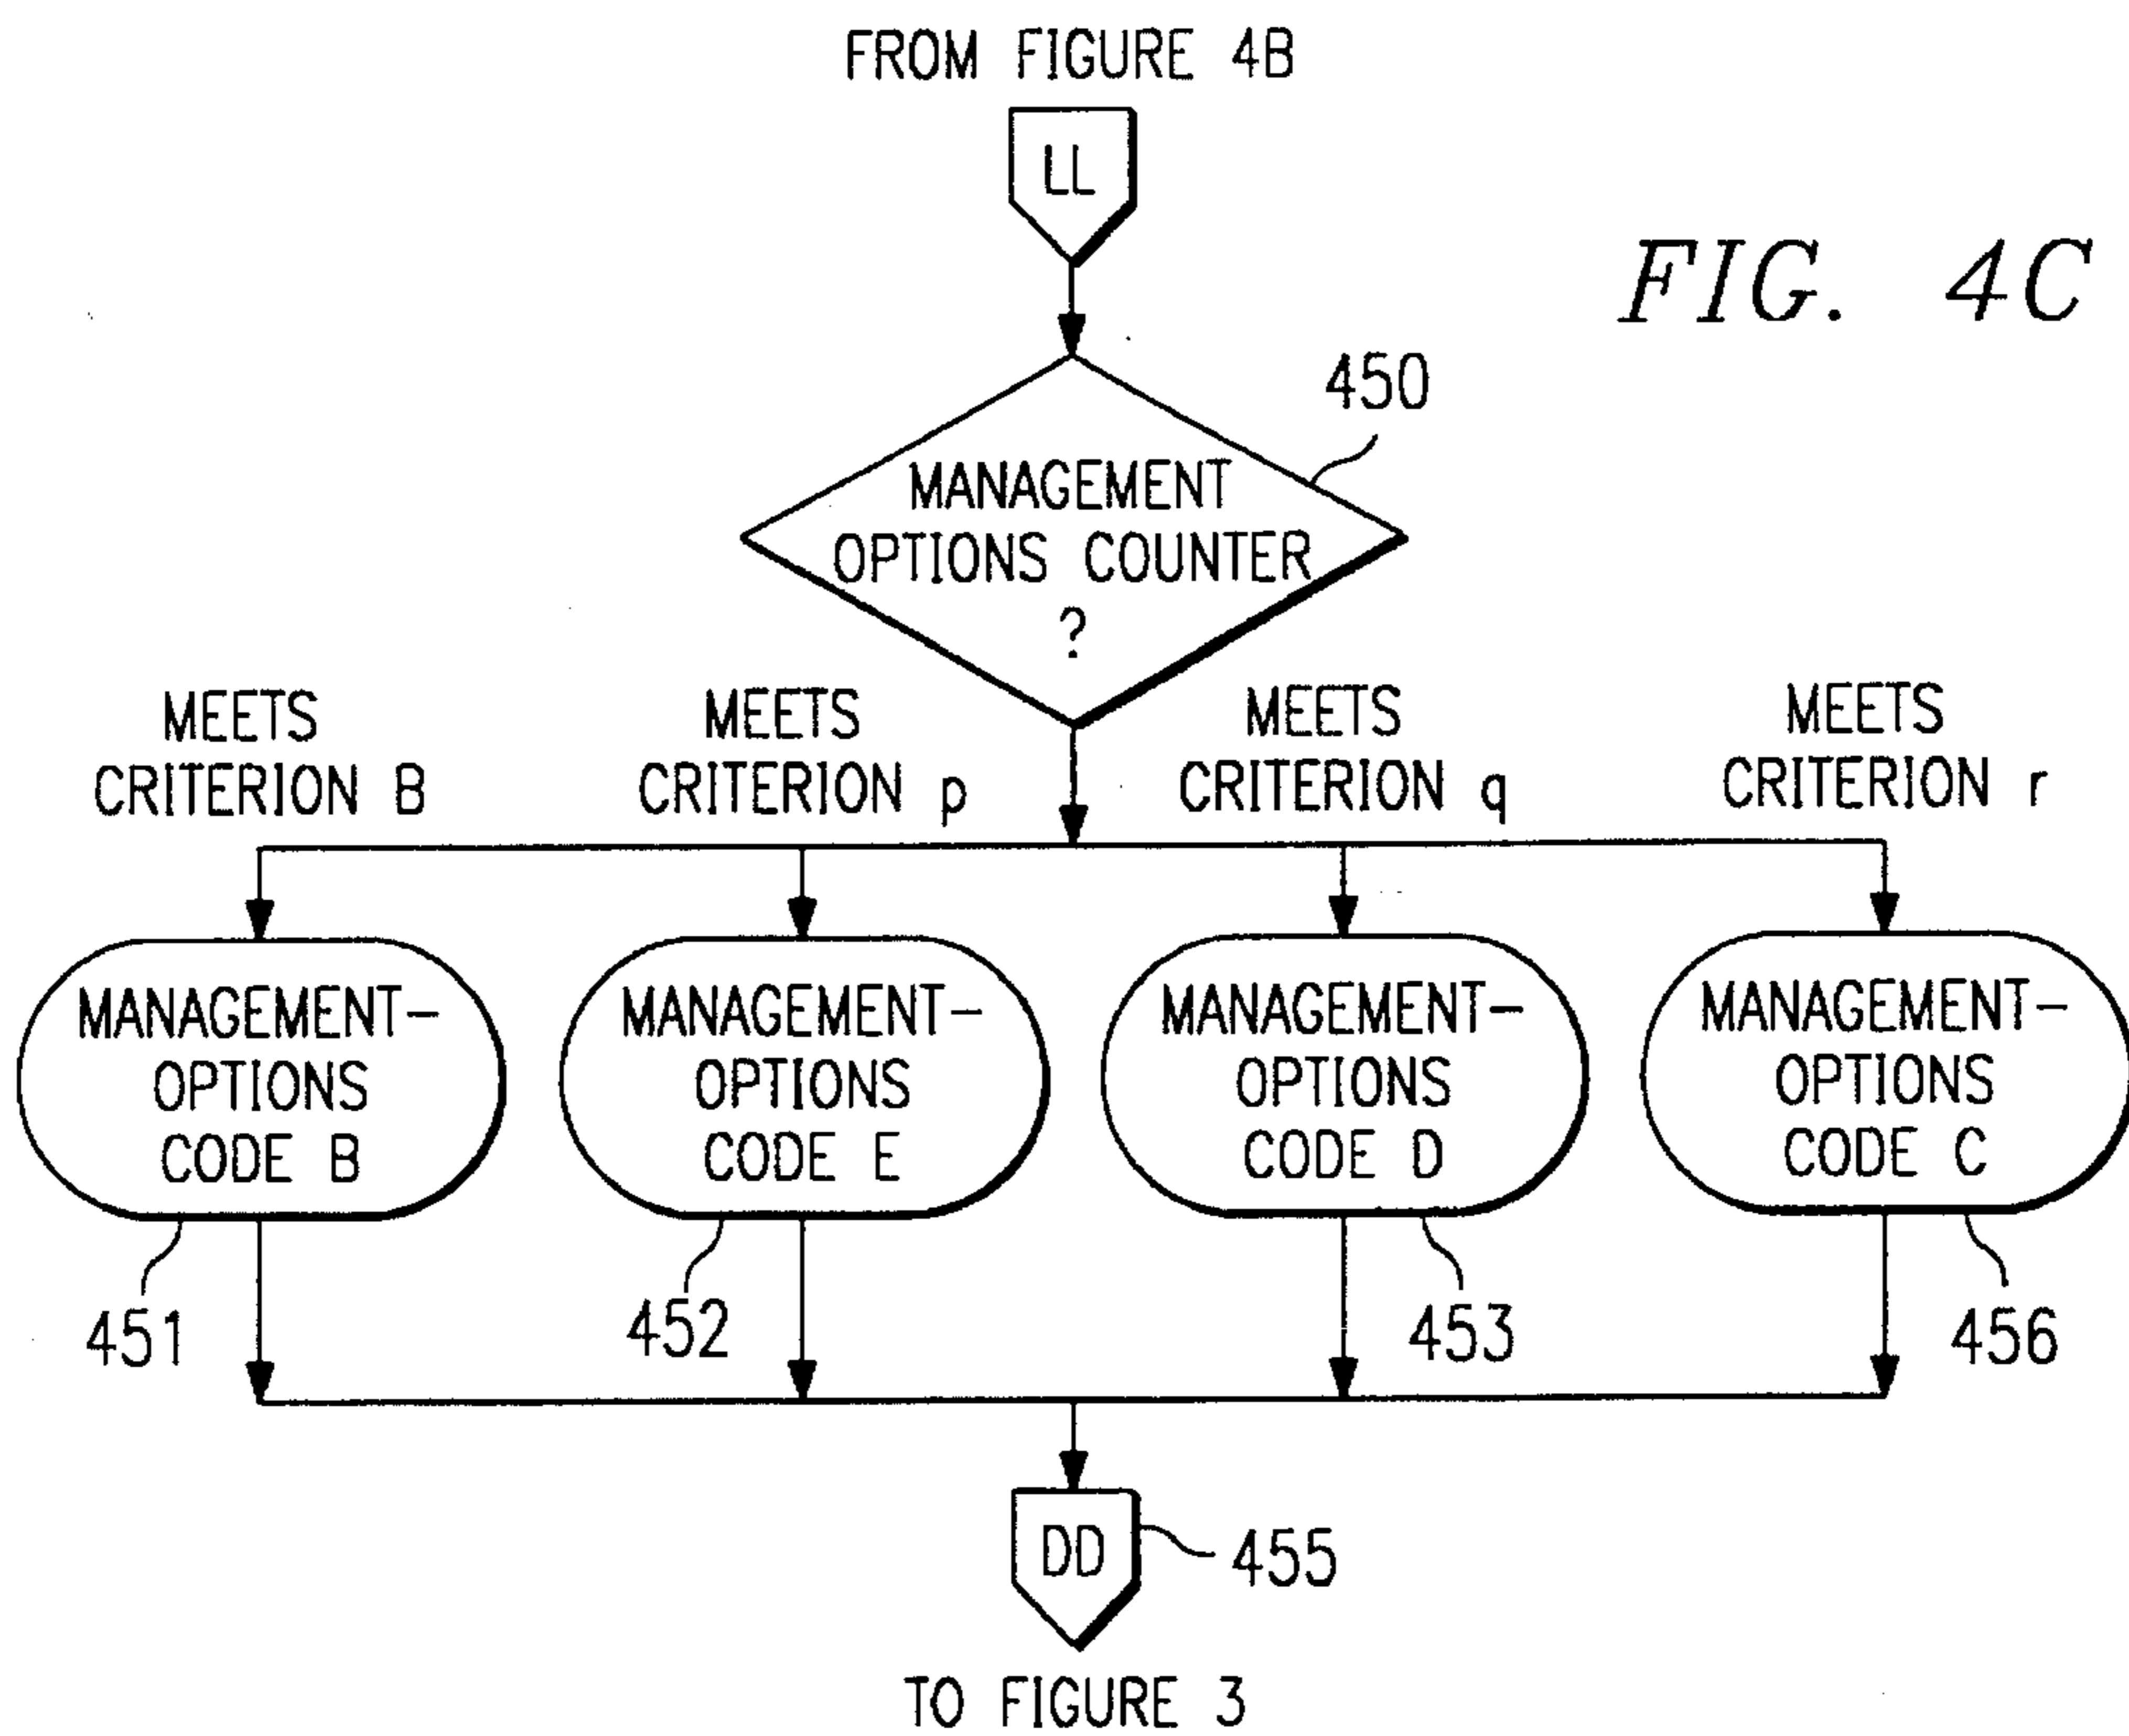 FROM FIGURE 4B
LL
FIG. 4C
450
MANAGEMENT
OPTIONS COUNTER
?
MEETS
CRITERION B
MEETS
CRITERION p
MEETS
CRITERION q
MEETS
CRITERION r
MANAGEMENT-
OPTIONS
CODE B
MANAGEMENT-
OPTIONS
CODE E
MANAGEMENT-
OPTIONS
CODE D
MANAGEMENT-
OPTIONS
CODE C
451
452
453
456
DD
455
TO FIGURE 3